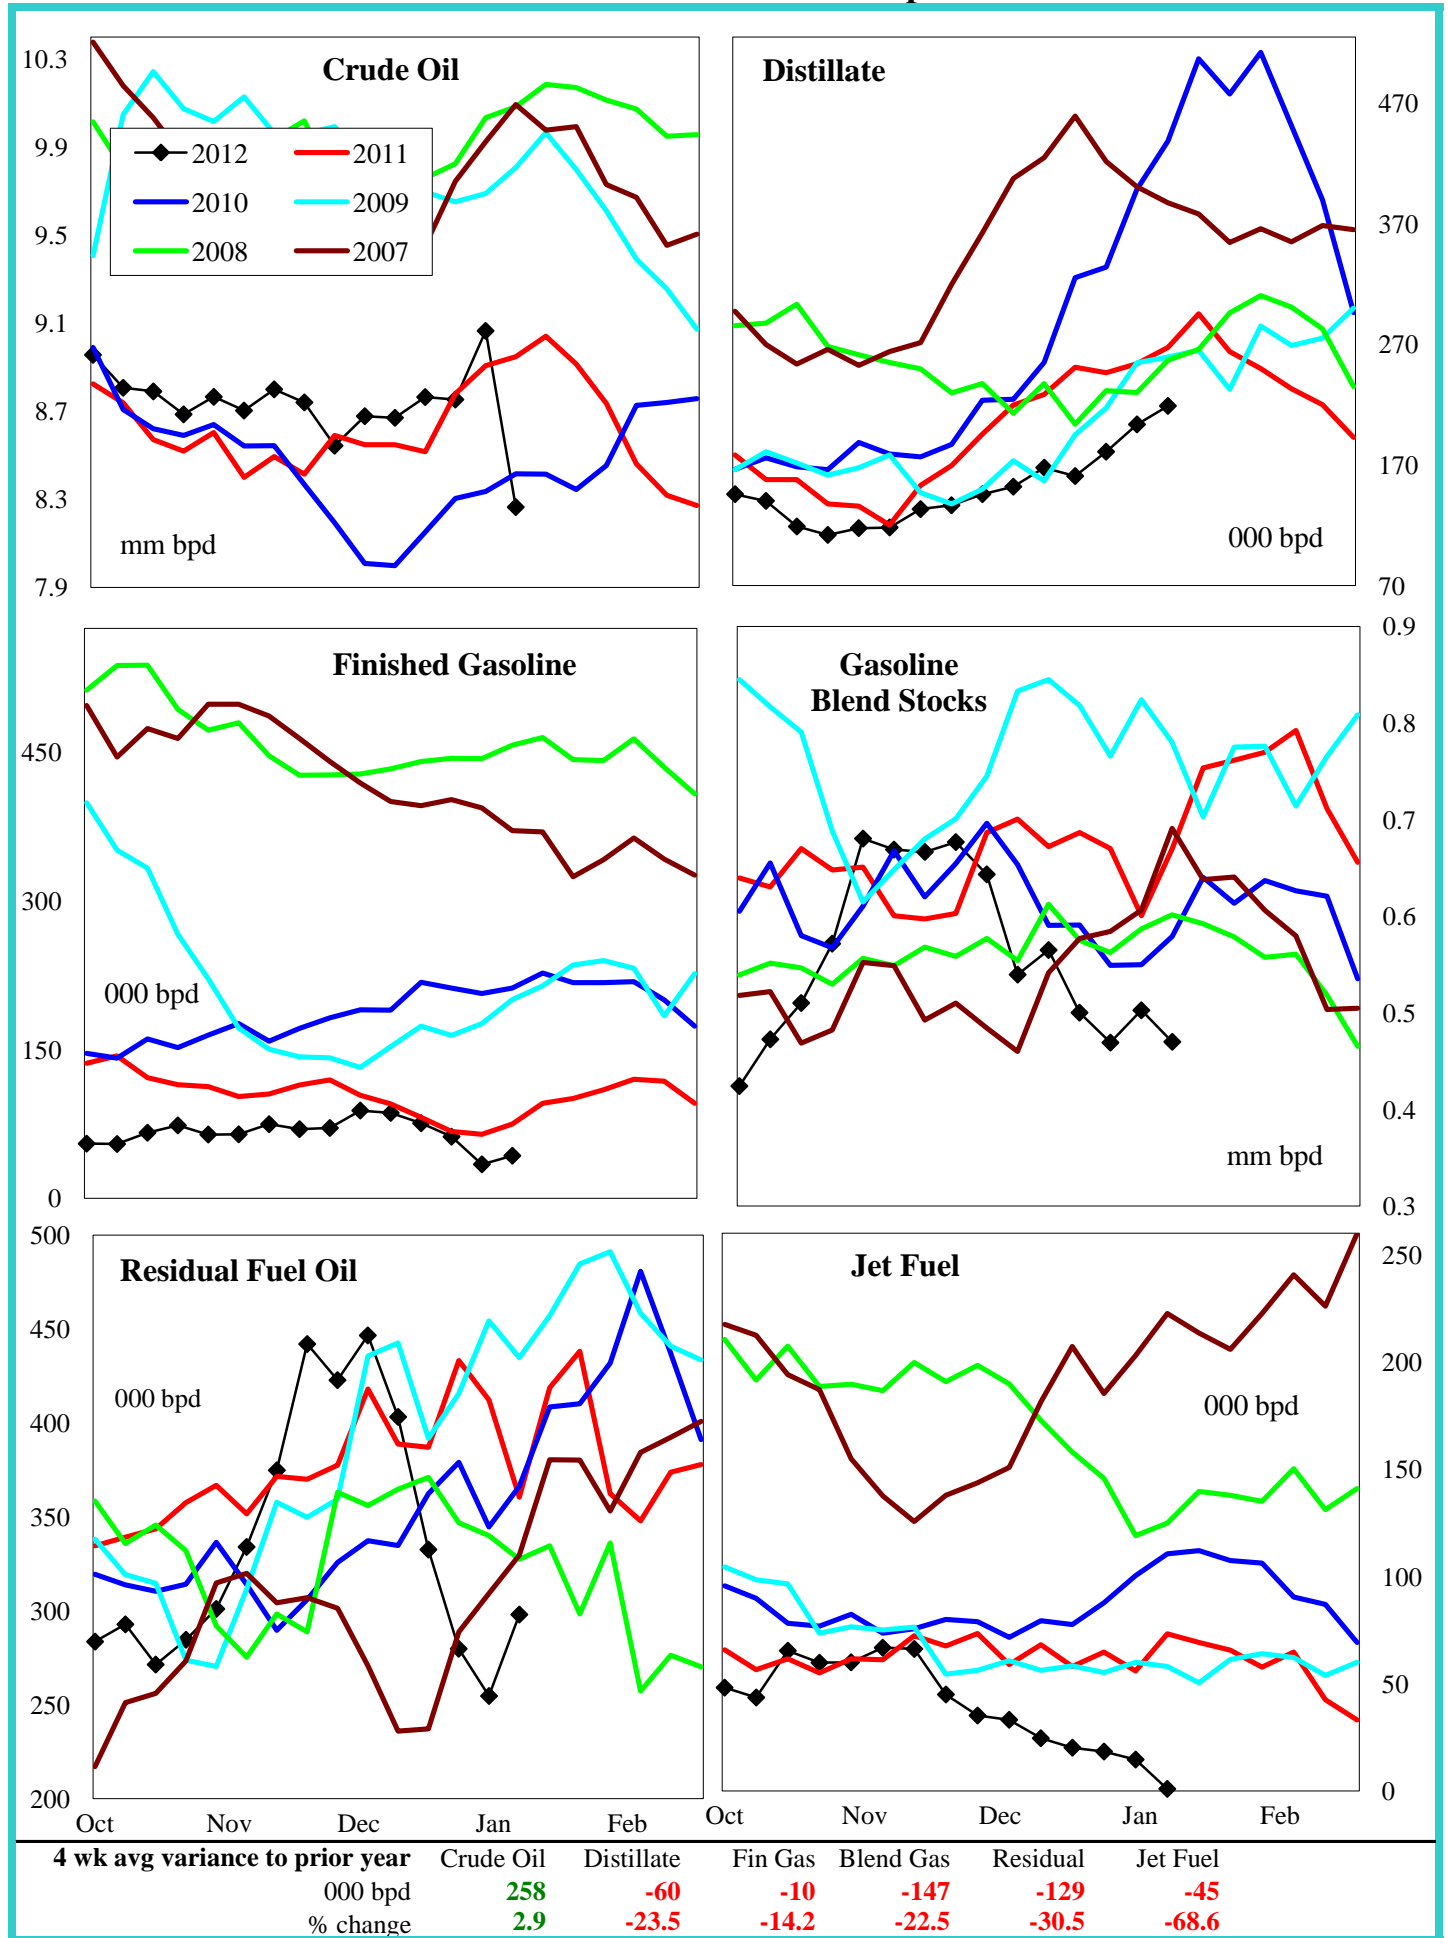 Crude Oil
10.3
9.9
9.5
9.1
8.7
8.3
7.9
2012 2011
2010 2009
2008 2007
mm bpd
Distillate
470
370
270
170
70
000 bpd
Finished Gasoline
450
300
150
0
000 bpd
Gasoline
Blend Stocks
0.9
0.8
0.7
0.6
0.5
0.4
0.3
mm bpd
Residual Fuel Oil
500
450
400
350
300
250
200
000 bpd
Oct Nov Dec Jan Feb
Jet Fuel
250
200
150
100
50
0
000 bpd
Oct Nov Dec Jan Feb
4 wk avg variance to prior year Crude Oil Distillate Fin Gas Blend Gas Residual Jet Fuel
000 bpd 258 -60 -10 -147 -129 -45
% change 2.9 -23.5 -14.2 -22.5 -30.5 -68.6